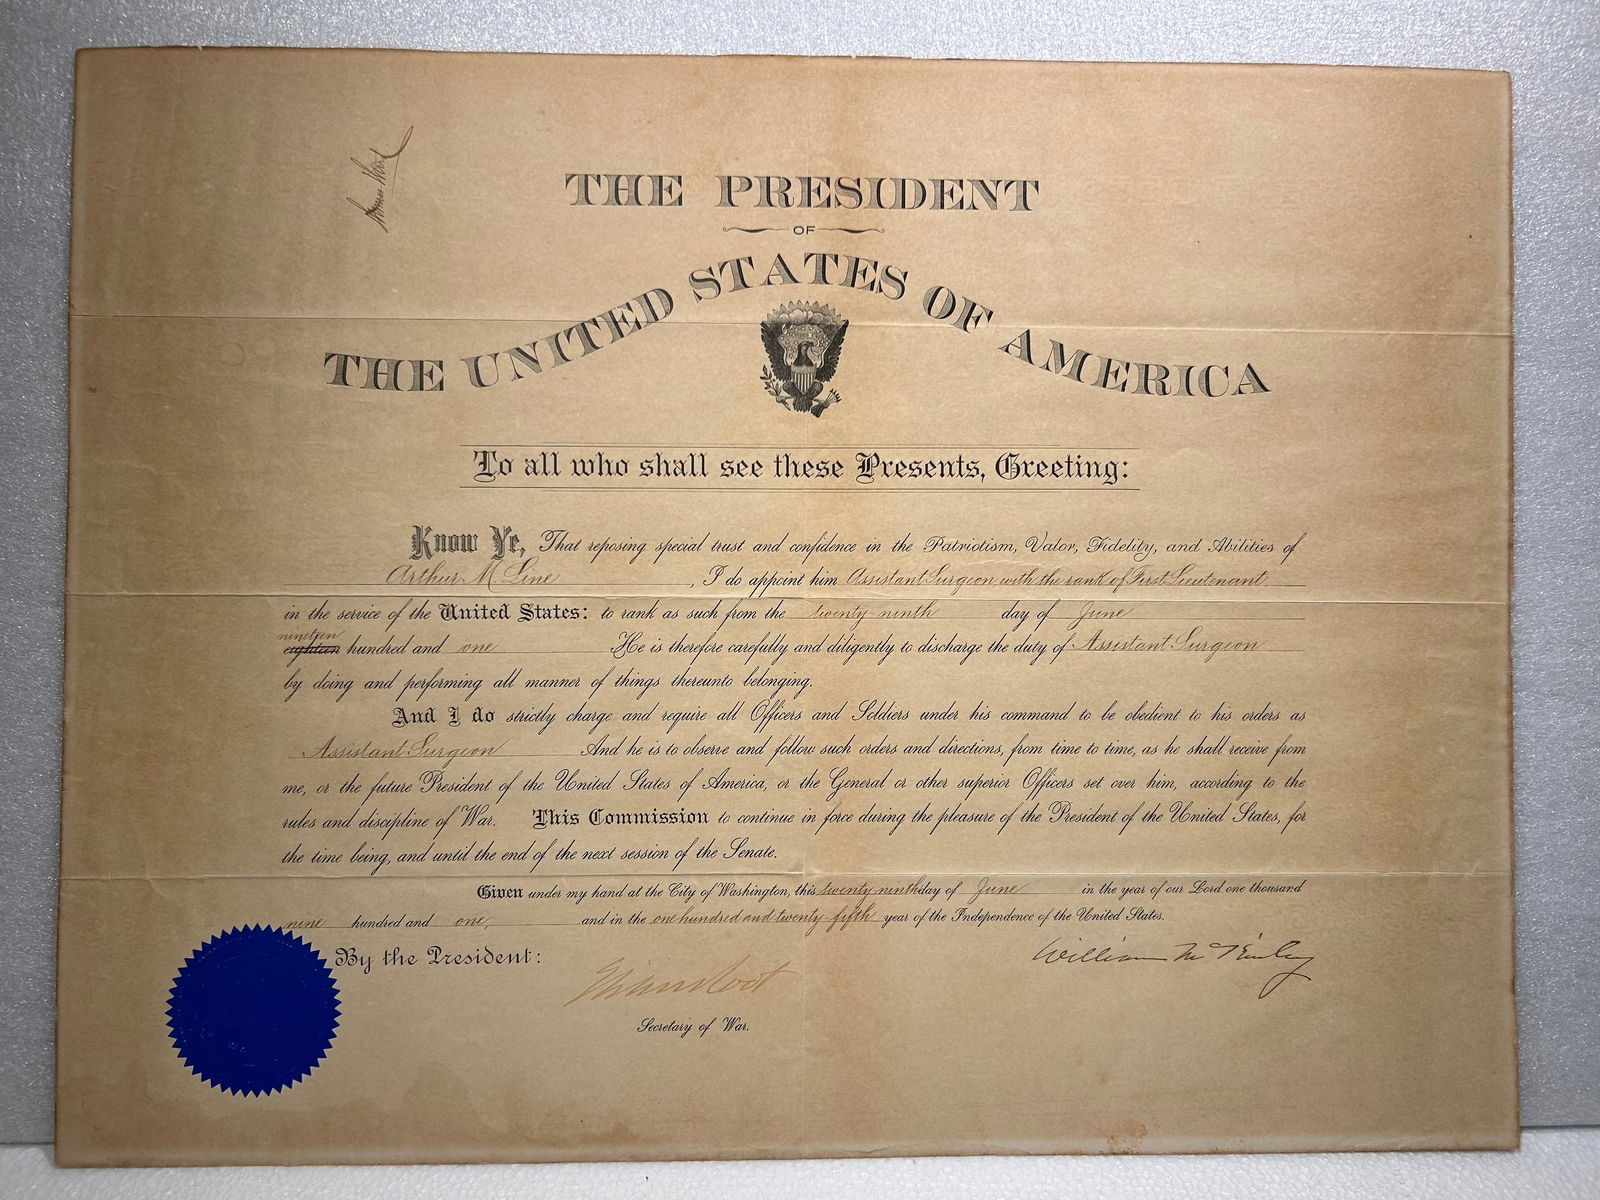 THE PRESIDENT
OF
THE UNITED STATES OF AMERICA
To all who shall see these Presents, Greeting:
Know Ye, That reposing special trust and confidence in the Patriotism, Valor, Fidelity, and Abilities of
Arthur M. Line, I do appoint him Assistant Surgeon with the rank of First Lieutenant
in the service of the United States: to rank as such from the twenty-ninth day of June
nineteen
eighteen hundred and one He is therefore carefully and diligently to discharge the duty of Assistant Surgeon
by doing and performing all manner of things thereunto belonging.
And I do strictly charge and require all Officers and Soldiers under his command to be obedient to his orders as
Assistant Surgeon And he is to observe and follow such orders and directions, from time to time, as he shall receive from
me, or the future President of the United States of America, or the General or other superior Officers set over him, according to the
rules and discipline of War. This Commission to continue in force during the pleasure of the President of the United States, for
the time being, and until the end of the next session of the Senate.
Given under my hand at the City of Washington, this twenty-ninth day of June in the year of our Lord one thousand
nine hundred and one, and in the one hundred and twenty-fifth year of the Independence of the United States.
By the President:
William McKinley
Elihu Root
Secretary of War.